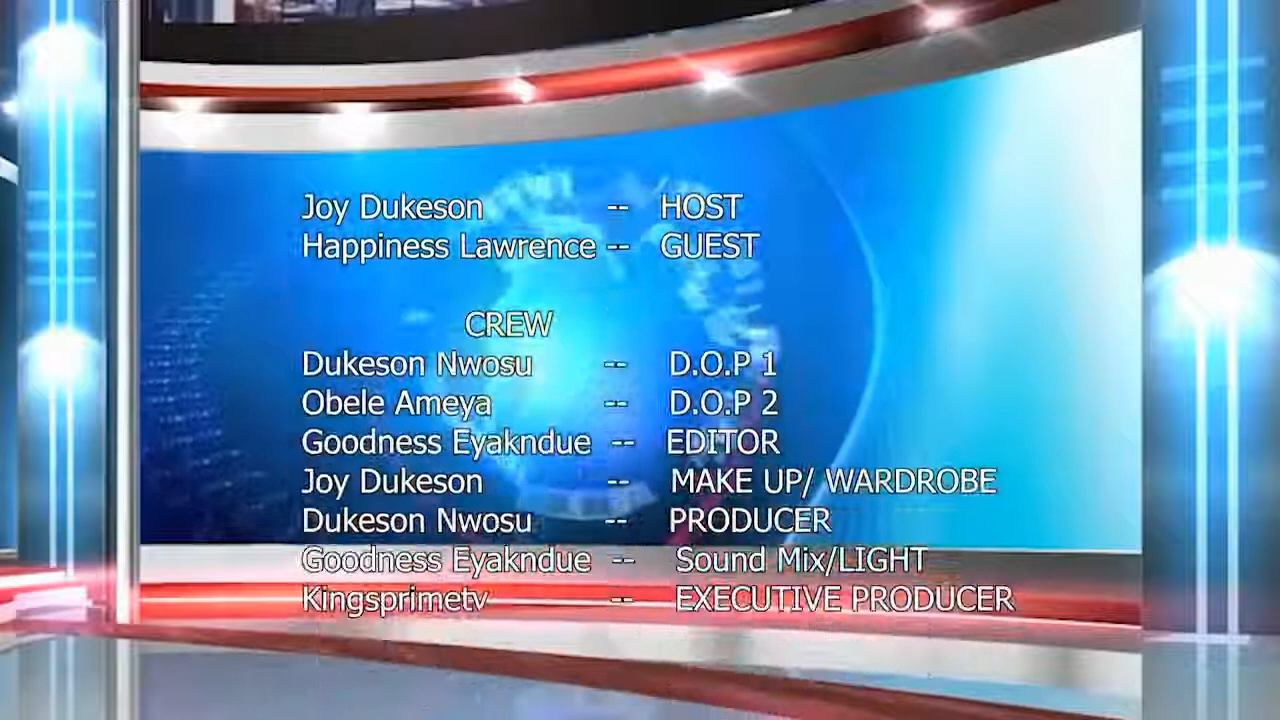 Joy Dukeson -- HOST
Happiness Lawrence -- GUEST
CREW
Dukeson Nwosu -- D.O.P 1
Obele Ameya -- D.O.P 2
Goodness Eyakndue -- EDITOR
Joy Dukeson -- MAKE UP/ WARDROBE
Dukeson Nwosu -- PRODUCER
Goodness Eyakndue -- Sound Mix/LIGHT
Kingsprimetv -- EXECUTIVE PRODUCER